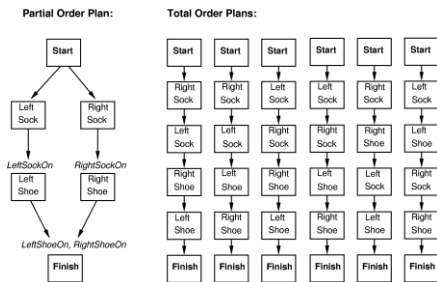 Partial Order Plan:
Start
Left Right
Sock Sock
LeftSockOn RightSockOn
Left Right
Shoe Shoe
LeftShoeOn, RightShoeOn
Finish
Total Order Plans:
Start Start Start Start Start Start
Right Right Left Left Right Left
Sock Sock Sock Sock Sock Sock
Left Left Right Right Right Left
Sock Sock Sock Sock Shoe Shoe
Right Left Right Left Left Right
Shoe Shoe Shoe Shoe Sock Sock
Left Right Left Right Left Right
Shoe Shoe Shoe Shoe Shoe Shoe
Finish Finish Finish Finish Finish Finish